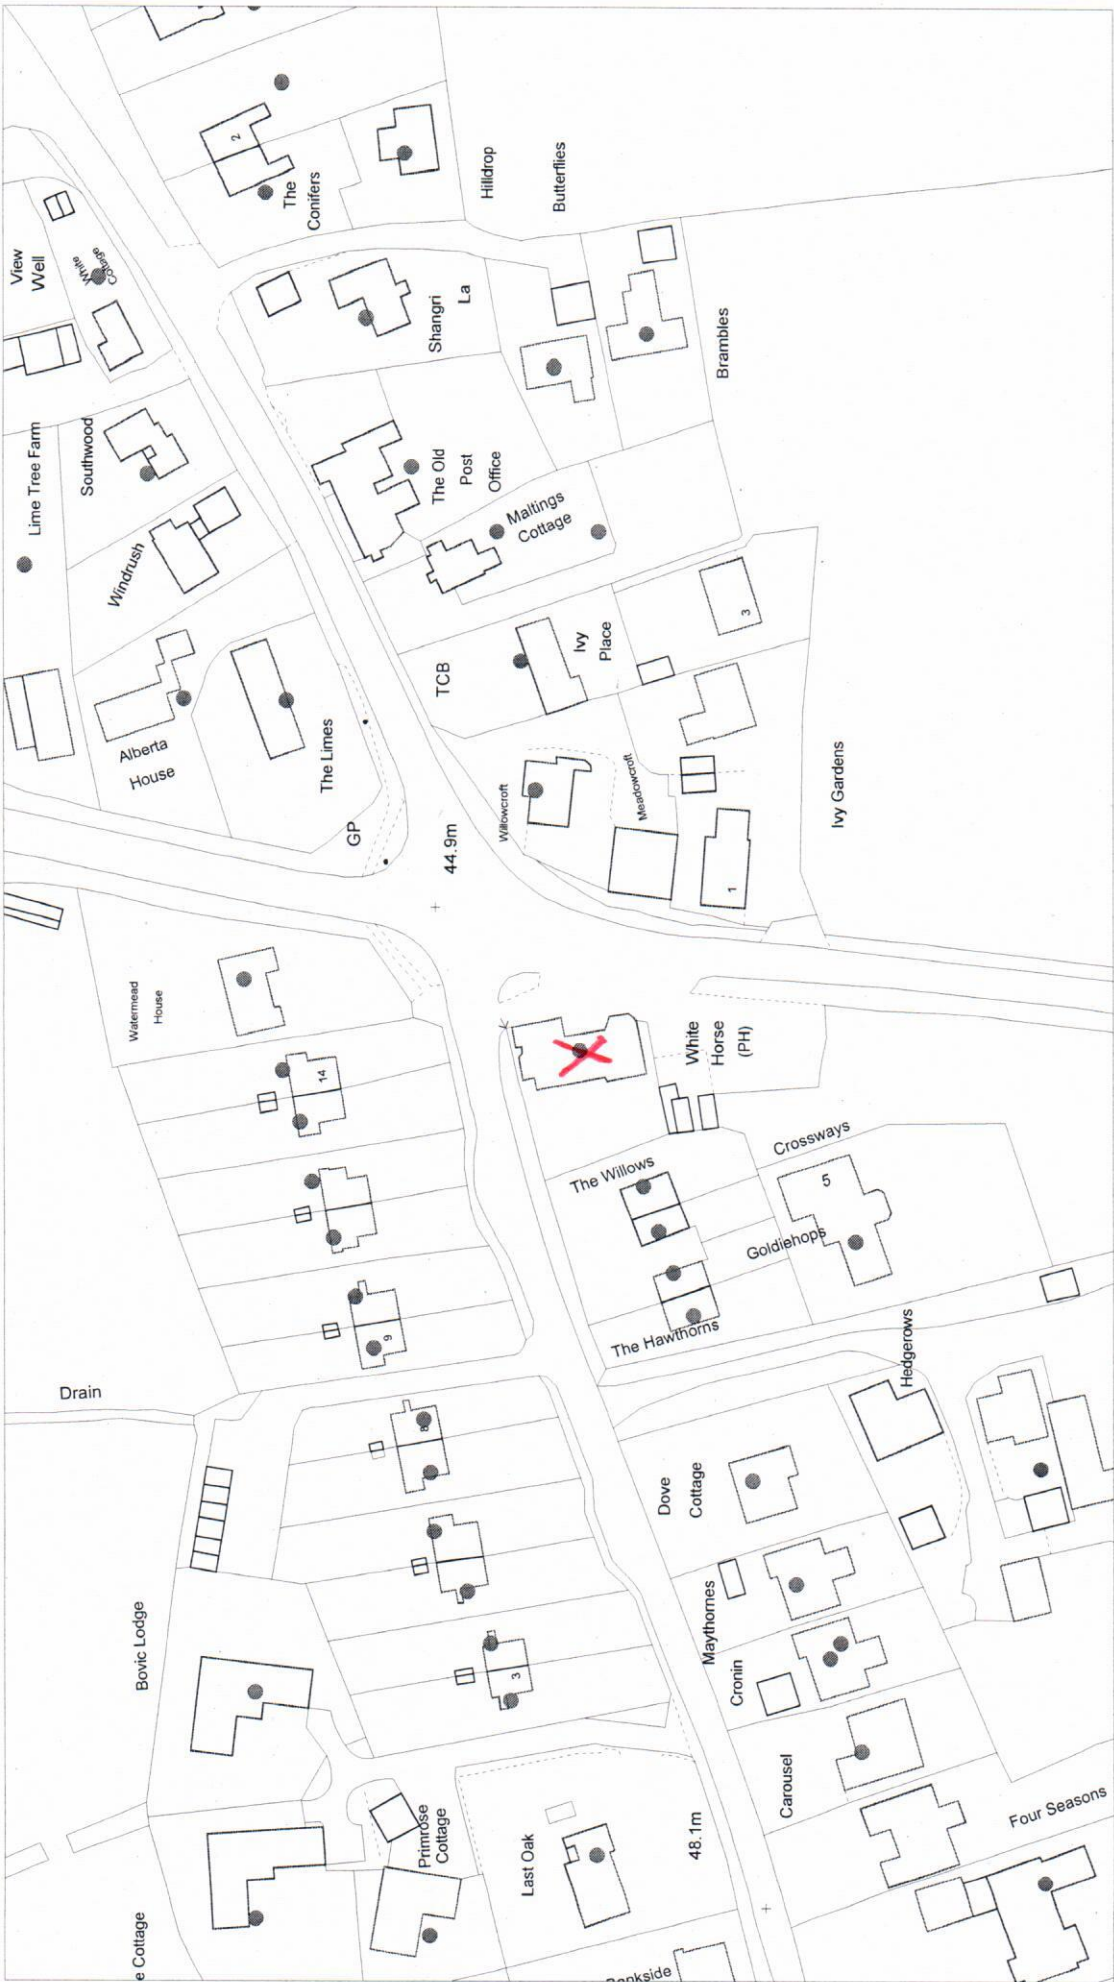 View
Well
White
Cottage
2
The
Conifers
Hilldrop
Butterflies
Lime Tree Farm
Southwood
Windrush
Shangri
La
Brambles
The Old
Post
Office
Maltings
Cottage
Alberta
House
The Limes
TCB
Ivy
Place
3
GP
44.9m
Willowcroft
Meadowcroft
1
Ivy Gardens
Watermead
House
14
White
Horse
(PH)
The Willows
Crossways
5
Goldiehops
The Hawthorns
9
Drain
8
Hedgerows
Dove
Cottage
Bovic Lodge
Maythornes
Cronin
3
Carousel
Primrose
Cottage
Last Oak
48.1m
Four Seasons
e Cottage